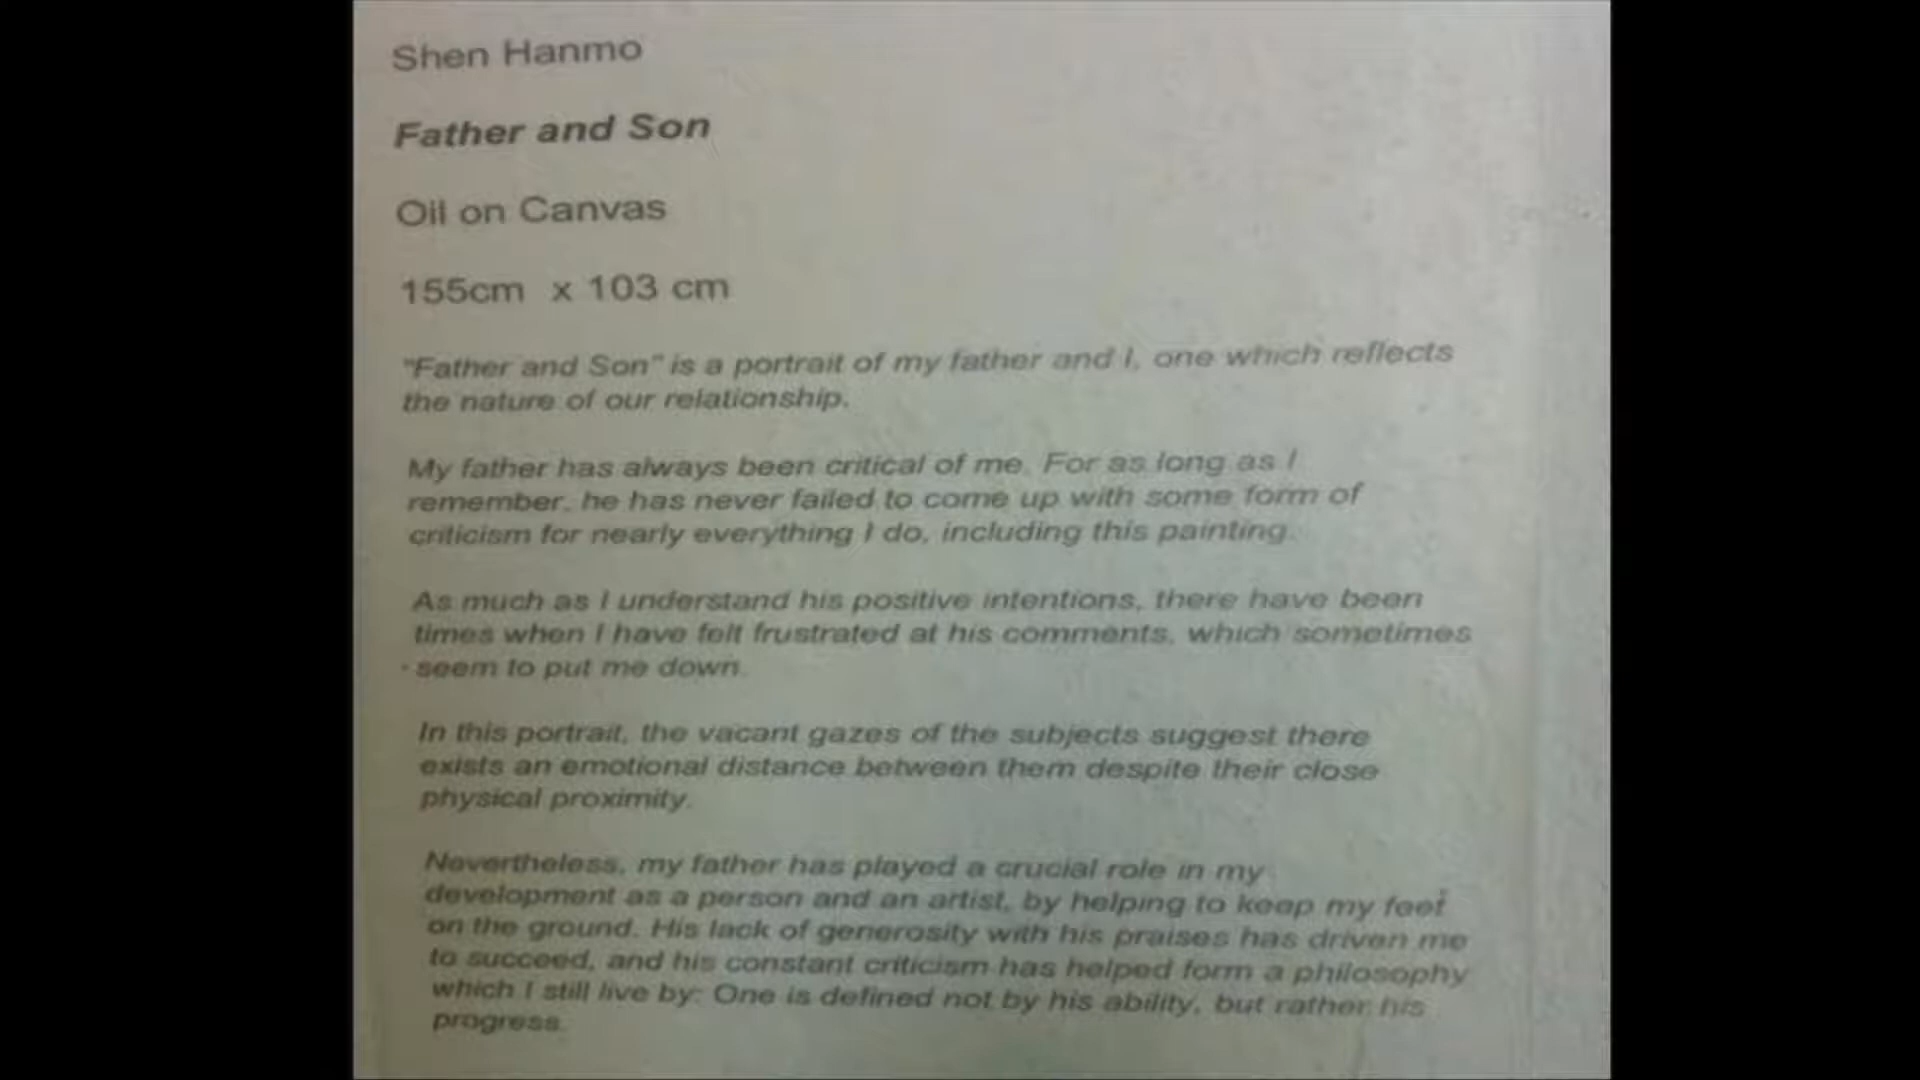 Shen Hanmo
Father and Son
Oil on Canvas
155cm x 103 cm
"Father and Son" is a portrait of my father and I, one which reflects
the nature of our relationship.
My father has always been critical of me. For as long as I
remember, he has never failed to come up with some form of
criticism for nearly everything I do, including this painting.
As much as I understand his positive intentions, there have been
times when I have felt frustrated at his comments, which sometimes
seem to put me down.
In this portrait, the vacant gazes of the subjects suggest there
exists an emotional distance between them despite their close
physical proximity.
Nevertheless, my father has played a crucial role in my
development as a person and an artist, by helping to keep my feet
on the ground. His lack of generosity with his praises has driven me
to succeed, and his constant criticism has helped form a philosophy
which I still live by: One is defined not by his ability, but rather his
progress.